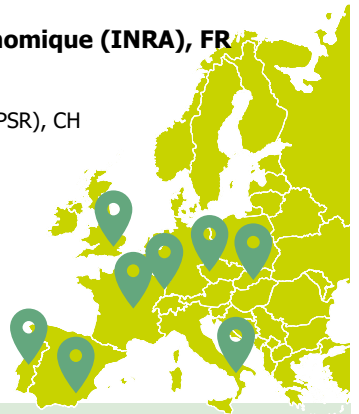 nomique (INRA), FR
PSR), CH